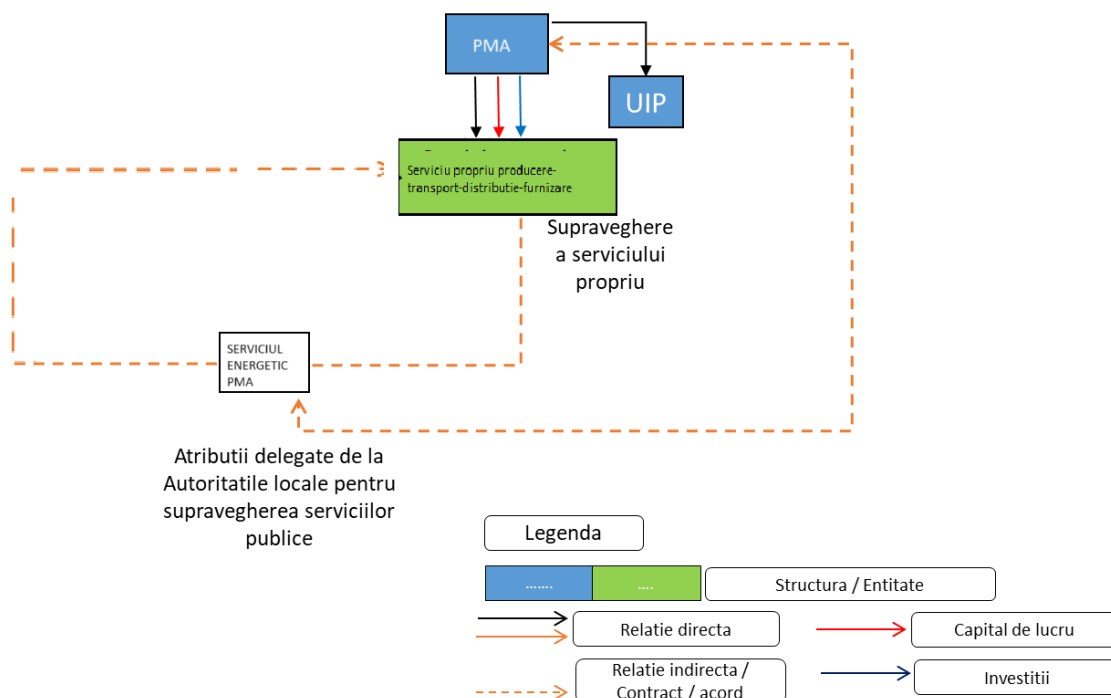 PMA
UIP
Serviciu propriu producere-
transport-distributie-furnizare
Supraveghere
a serviciului
propriu
SERVICIUL
ENERGETIC
PMA
Atributii delegate de la
Autoritatile locale pentru
supravegherea serviciilor
publice
Legenda
....... ....
Structura / Entitate
Relatie directa
Capital de lucru
Relatie indirecta /
Contract / acord
Investitii